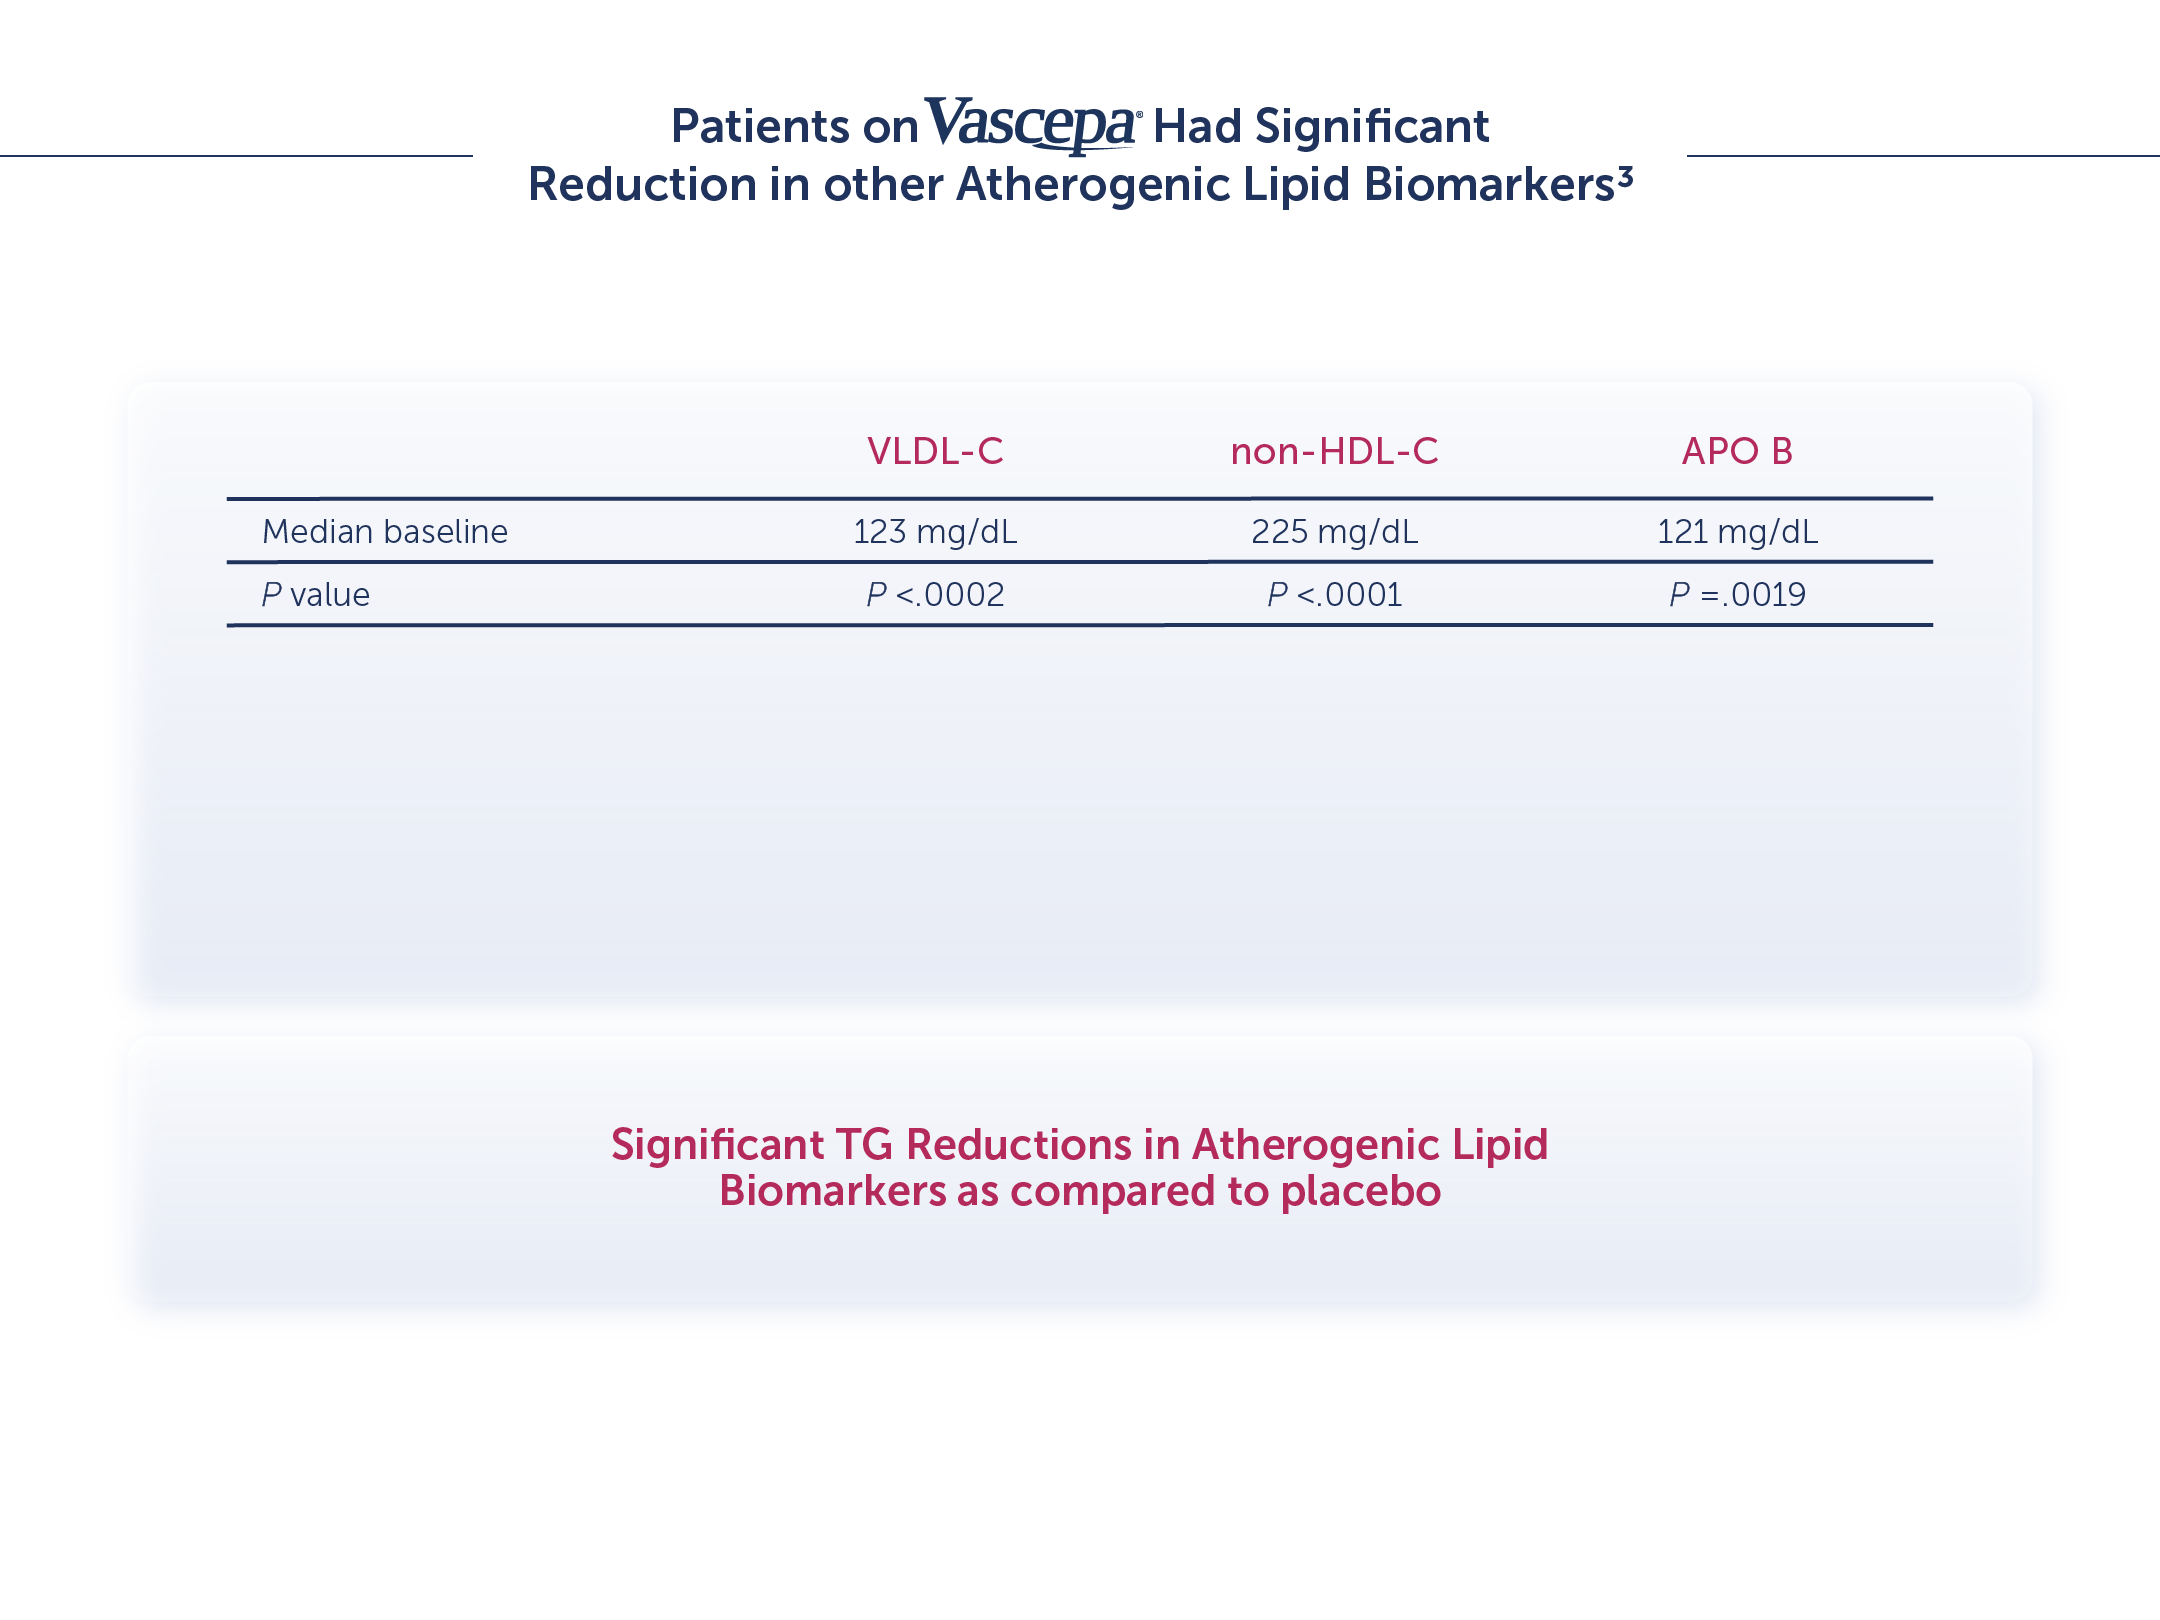 Patients on Vascepa® Had Significant
Reduction in other Atherogenic Lipid Biomarkers³
VLDL-C non-HDL-C APO B
Median baseline 123 mg/dL 225 mg/dL 121 mg/dL
P value P <.0002 P <.0001 P =.0019
Significant TG Reductions in Atherogenic Lipid
Biomarkers as compared to placebo